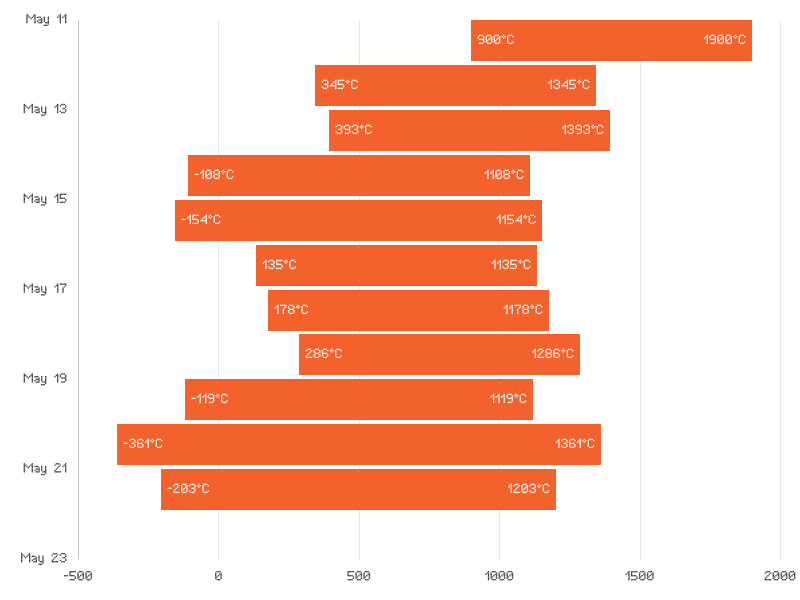 May 11
900°C 1900°C
345°C 1345°C
May 13
393°C 1393°C
-108°C 1108°C
May 15
-154°C 1154°C
135°C 1135°C
May 17
178°C 1178°C
286°C 1286°C
May 19
-119°C 1119°C
-361°C 1361°C
May 21
-203°C 1203°C
May 23
-500 0 500 1000 1500 2000